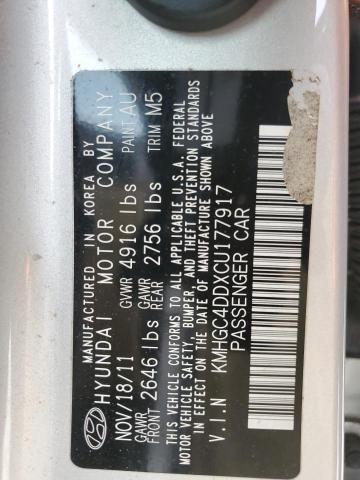 MANUFACTURED IN KOREA BY
HYUNDAI MOTOR COMPANY
NOV/18/11 GVWR 4916 lbs PAINT AU
GAWR FRONT 2646 lbs GAWR REAR 2756 lbs TRIM M5
THIS VEHICLE CONFORMS TO ALL APPLICABLE U.S.A. FEDERAL
MOTOR VEHICLE SAFETY, BUMPER, AND THEFT PREVENTION STANDARDS
IN EFFECT ON THE DATE OF MANUFACTURE SHOWN ABOVE
V.I.N KMHGC4DDXCU177917
PASSENGER CAR